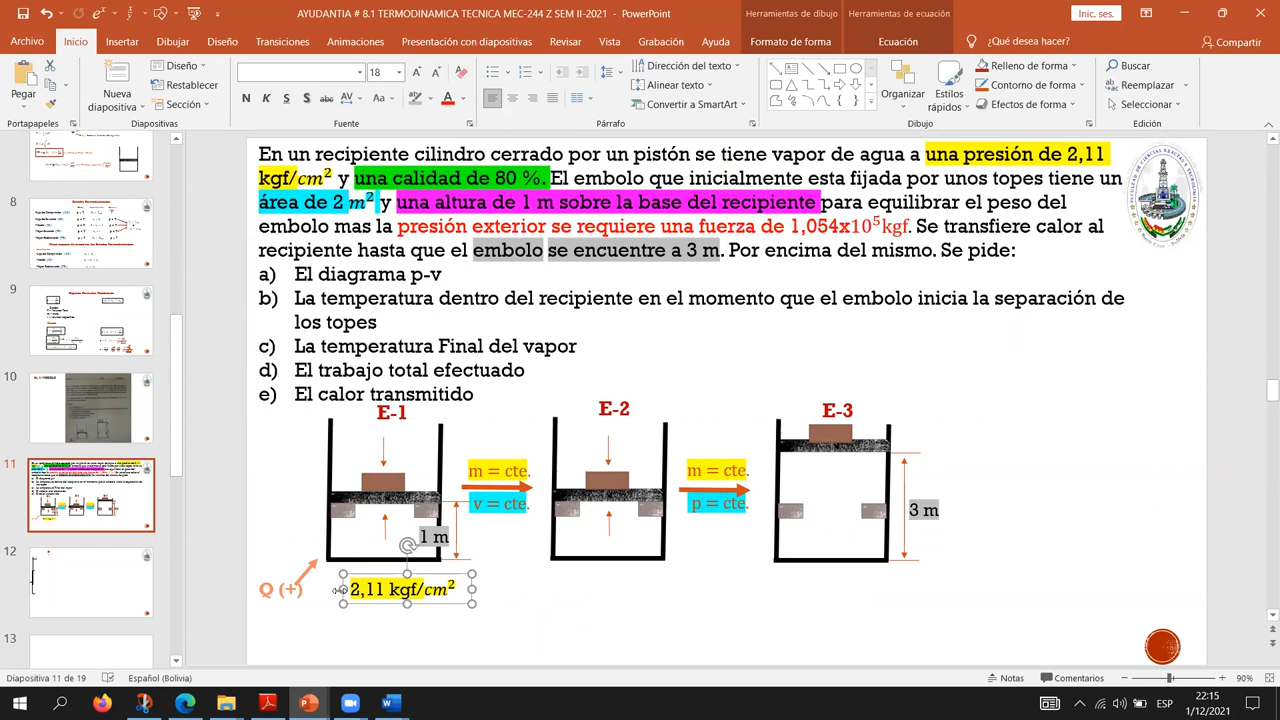 AYUDANTIA # 8.1 TERMODINAMICA TECNICA MEC-244 Z SEM II-2021 - PowerPoint
Herramientas de dibujo
Herramientas de ecuación
Inic. ses.
Archivo
Inicio
Insertar
Dibujar
Diseño
Transiciones
Animaciones
Presentación con diapositivas
Revisar
Vista
Grabación
Ayuda
Formato de forma
Ecuación
¿Qué desea hacer?
Compartir
Pegar
Nueva diapositiva
Diseño
Restablecer
Sección
18
N K S S abc AV Aa
Dirección del texto
Alinear texto
Convertir a SmartArt
Organizar
Estilos rápidos
Relleno de forma
Contorno de forma
Efectos de forma
Buscar
Reemplazar
Seleccionar
Portapapeles
Diapositivas
Fuente
Párrafo
Dibujo
Edición
8
9
10
11
12
13
En un recipiente cilindro cerrado por un pistón se tiene vapor de agua a una presión de 2,11
kgf/cm² y una calidad de 80 %. El embolo que inicialmente esta fijada por unos topes tiene un
área de 2 m² y una altura de 1 m sobre la base del recipiente para equilibrar el peso del
embolo mas la presión exterior se requiere una fuerza de 1,054x10⁵kgf. Se transfiere calor al
recipiente hasta que el embolo se encuentre a 3 m. Por encima del mismo. Se pide:
a) El diagrama p-v
b) La temperatura dentro del recipiente en el momento que el embolo inicia la separación de
los topes
c) La temperatura Final del vapor
d) El trabajo total efectuado
e) El calor transmitido
E-1
E-2
E-3
m = cte.
v = cte.
m = cte.
p = cte.
1 m
3 m
Q (+)
2,11 kgf/cm²
Diapositiva 11 de 19
Español (Bolivia)
Notas
Comentarios
90%
ESP
22:15
1/12/2021